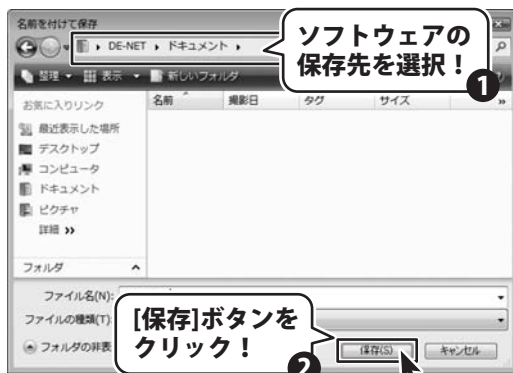 名前を付けて保存
DE-NET ▸ ドキュメント ▸
ソフトウェアの
保存先を選択！
❶
整理 表示 新しいフォルダ
お気に入りリンク
最近表示した場所
デスクトップ
コンピュータ
ドキュメント
ピクチャ
詳細 »
名前 撮影日 タグ サイズ »
フォルダ
ファイル名(N):
ファイルの種類(T):
[保存]ボタンを
クリック！
❷
フォルダの非表
保存(S) キャンセル